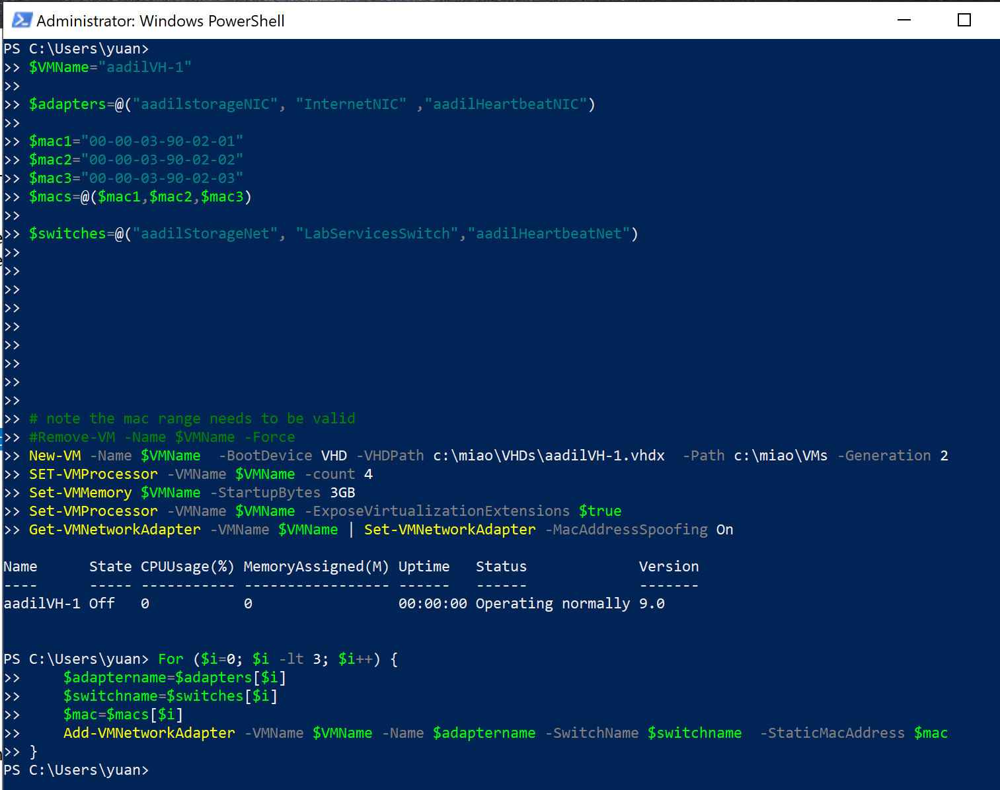 Administrator: Windows PowerShell
PS C:\Users\yuan>
>> $VMName="aadilVH-1"
>>
>> $adapters=@("aadilstorageNIC", "InternetNIC" ,"aadilHeartbeatNIC")
>>
>> $mac1="00-00-03-90-02-01"
>> $mac2="00-00-03-90-02-02"
>> $mac3="00-00-03-90-02-03"
>> $macs=@($mac1,$mac2,$mac3)
>>
>> $switches=@("aadilStorageNet", "LabServicesSwitch","aadilHeartbeatNet")
>>
>>
>>
>>
>>
>>
>>
>>
>>
>> # note the mac range needs to be valid
>> #Remove-VM -Name $VMName -Force
>> New-VM -Name $VMName  -BootDevice VHD -VHDPath c:\miao\VHDs\aadilVH-1.vhdx  -Path c:\miao\VMs -Generation 2
>> SET-VMProcessor -VMName $VMName -count 4
>> Set-VMMemory $VMName -StartupBytes 3GB
>> Set-VMProcessor -VMName $VMName -ExposeVirtualizationExtensions $true
>> Get-VMNetworkAdapter -VMName $VMName | Set-VMNetworkAdapter -MacAddressSpoofing On
Name      State CPUUsage(%) MemoryAssigned(M) Uptime   Status             Version
----      ----- ----------- ----------------- ------   ------             -------
aadilVH-1 Off   0           0                 00:00:00 Operating normally 9.0
PS C:\Users\yuan> For ($i=0; $i -lt 3; $i++) {
>>     $adaptername=$adapters[$i]
>>     $switchname=$switches[$i]
>>     $mac=$macs[$i]
>>     Add-VMNetworkAdapter -VMName $VMName -Name $adaptername -SwitchName $switchname  -StaticMacAddress $mac
>> }
PS C:\Users\yuan>